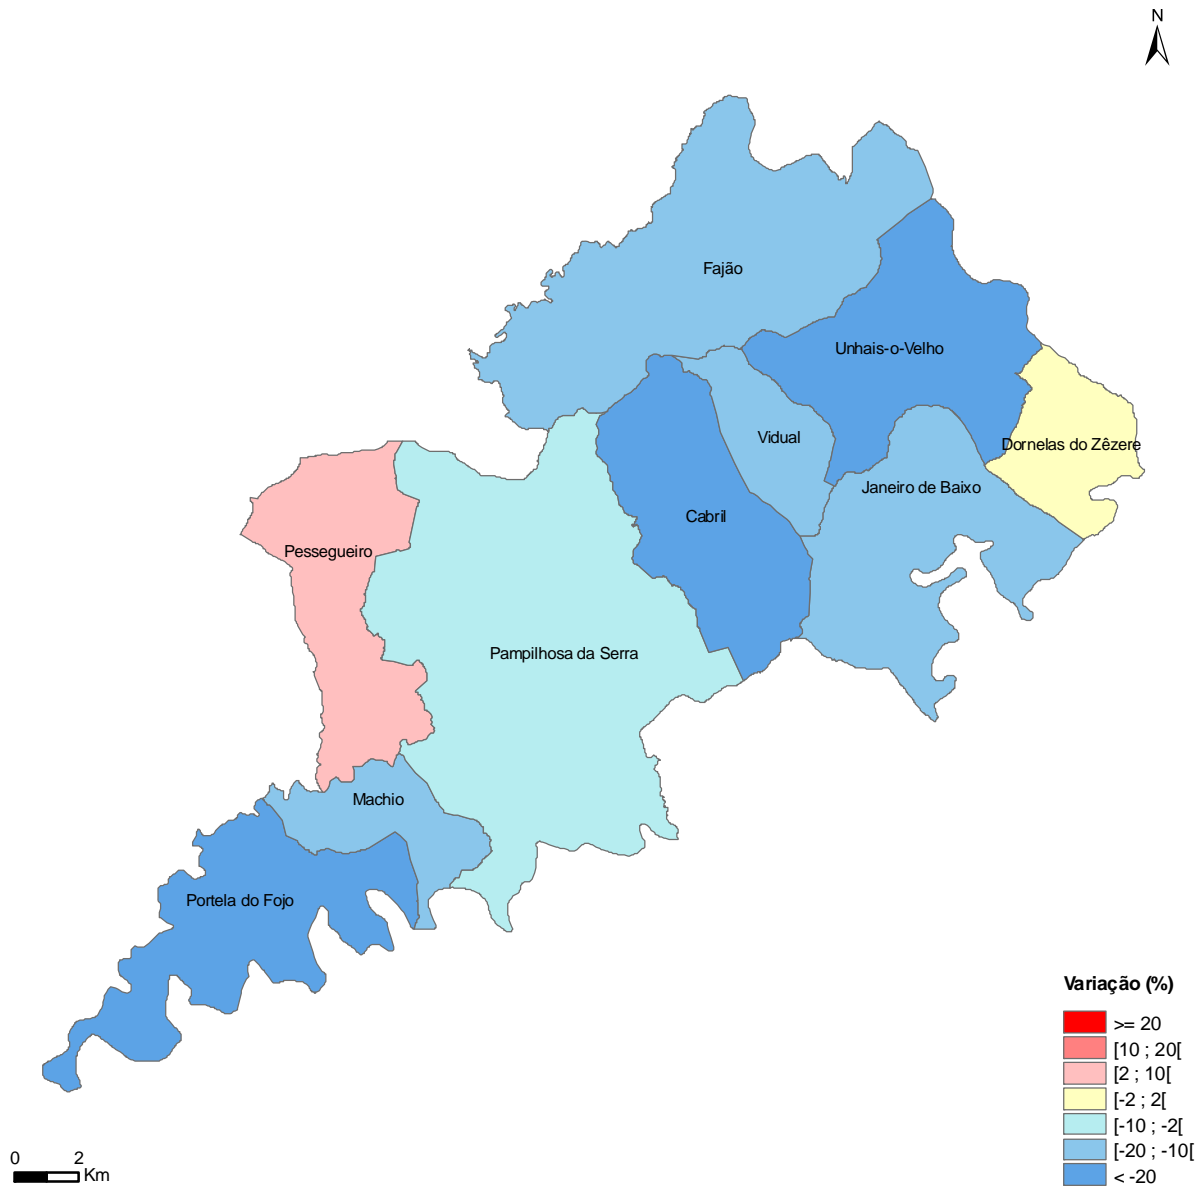 N
Fajão
Unhais-o-Velho
Vidual
Dornelas do Zêzere
Janeiro de Baixo
Cabril
Pessegueiro
Pampilhosa da Serra
Machio
Portela do Fojo
Variação (%)
>= 20
[10 ; 20[
[2 ; 10[
[-2 ; 2[
[-10 ; -2[
[-20 ; -10[
< -20
0 2
Km